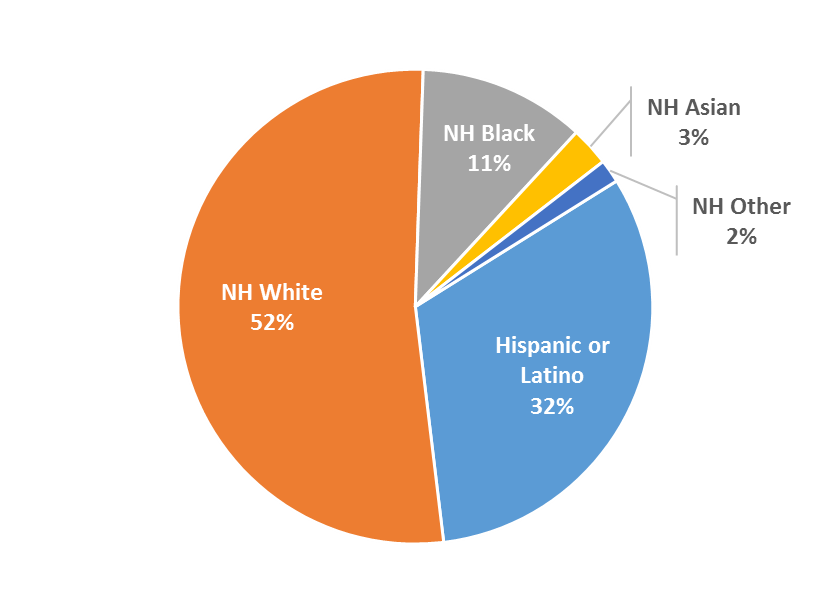 NH Asian
3%
NH Black
11%
NH Other
2%
NH White
52%
Hispanic or
Latino
32%